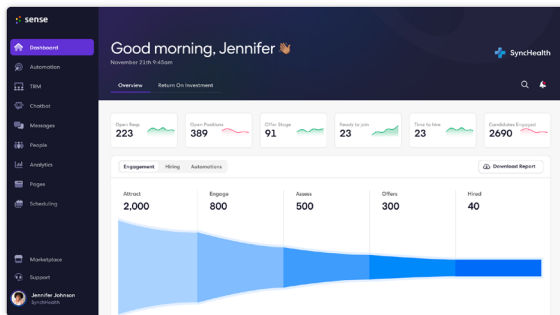 sense
Dashboard
Automation
TRM
Chatbot
Messages
People
Analytics
Pages
Scheduling
Marketplace
Support
Jennifer Johnson
SyncHealth
Good morning, Jennifer 👋🏽
November 21th 9:45am
SyncHealth
Overview
Return On Investment
Open Reqs
223
Open Positions
389
Offer Stage
91
Ready to join
23
Time to hire
23
Candidates Engaged
2690
Engagement
Hiring
Automations
Download Report
Attract
2,000
Engage
800
Assess
500
Offers
300
Hired
40